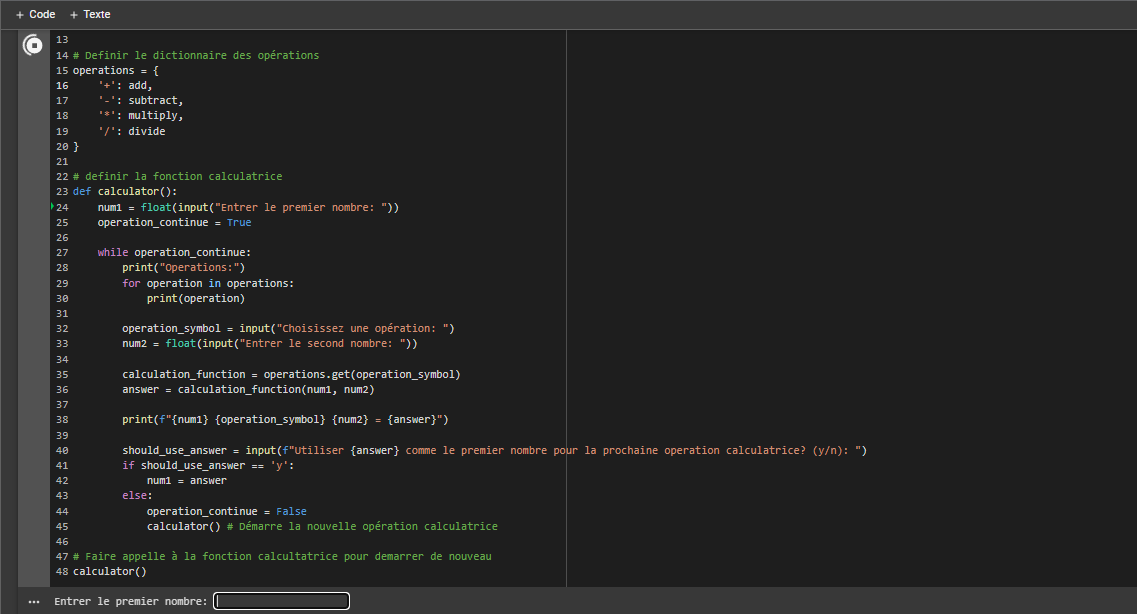 + Code + Texte
13
14 # Definir le dictionnaire des opérations
15 operations = {
16     '+': add,
17     '-': subtract,
18     '*': multiply,
19     '/': divide
20 }
21
22 # definir la fonction calculatrice
23 def calculator():
24     num1 = float(input("Entrer le premier nombre: "))
25     operation_continue = True
26
27     while operation_continue:
28         print("Operations:")
29         for operation in operations:
30             print(operation)
31
32         operation_symbol = input("Choisissez une opération: ")
33         num2 = float(input("Entrer le second nombre: "))
34
35         calculation_function = operations.get(operation_symbol)
36         answer = calculation_function(num1, num2)
37
38         print(f"{num1} {operation_symbol} {num2} = {answer}")
39
40         should_use_answer = input(f"Utiliser {answer} comme le premier nombre pour la prochaine operation calculatrice? (y/n): ")
41         if should_use_answer == 'y':
42             num1 = answer
43         else:
44             operation_continue = False
45             calculator() # Démarre la nouvelle opération calculatrice
46
47 # Faire appelle à la fonction calcultatrice pour demarrer de nouveau
48 calculator()
... Entrer le premier nombre: